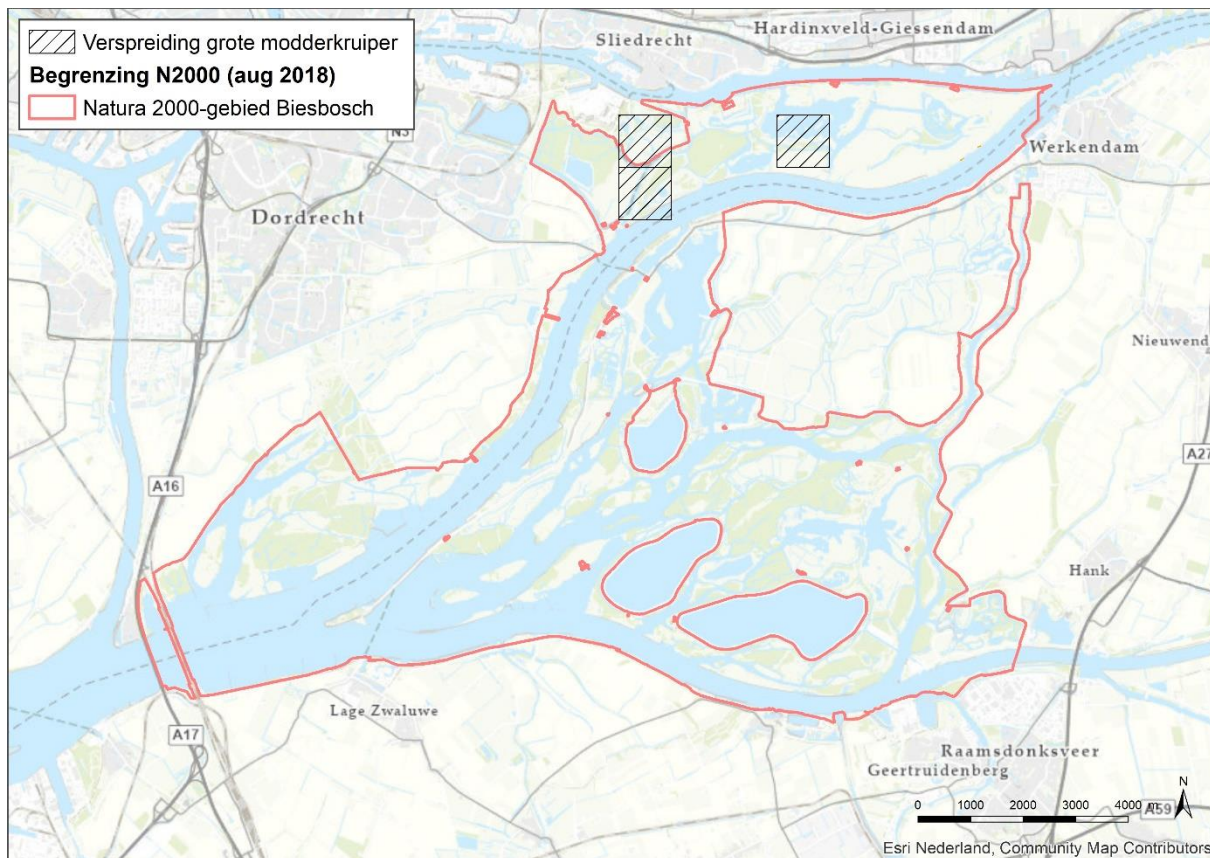 Verspreiding grote modderkruiper
Begrenzing N2000 (aug 2018)
Natura 2000-gebied Biesbosch
Hardinxveld-Giessendam
Sliedrecht
N3
Werkendam
Dordrecht
Nieuwend
A27
A16
Hank
Lage Zwaluwe
A17
Raamsdonksveer
Geertruidenberg
N
0 1000 2000 3000 4000 m
A59
Esri Nederland, Community Map Contributors